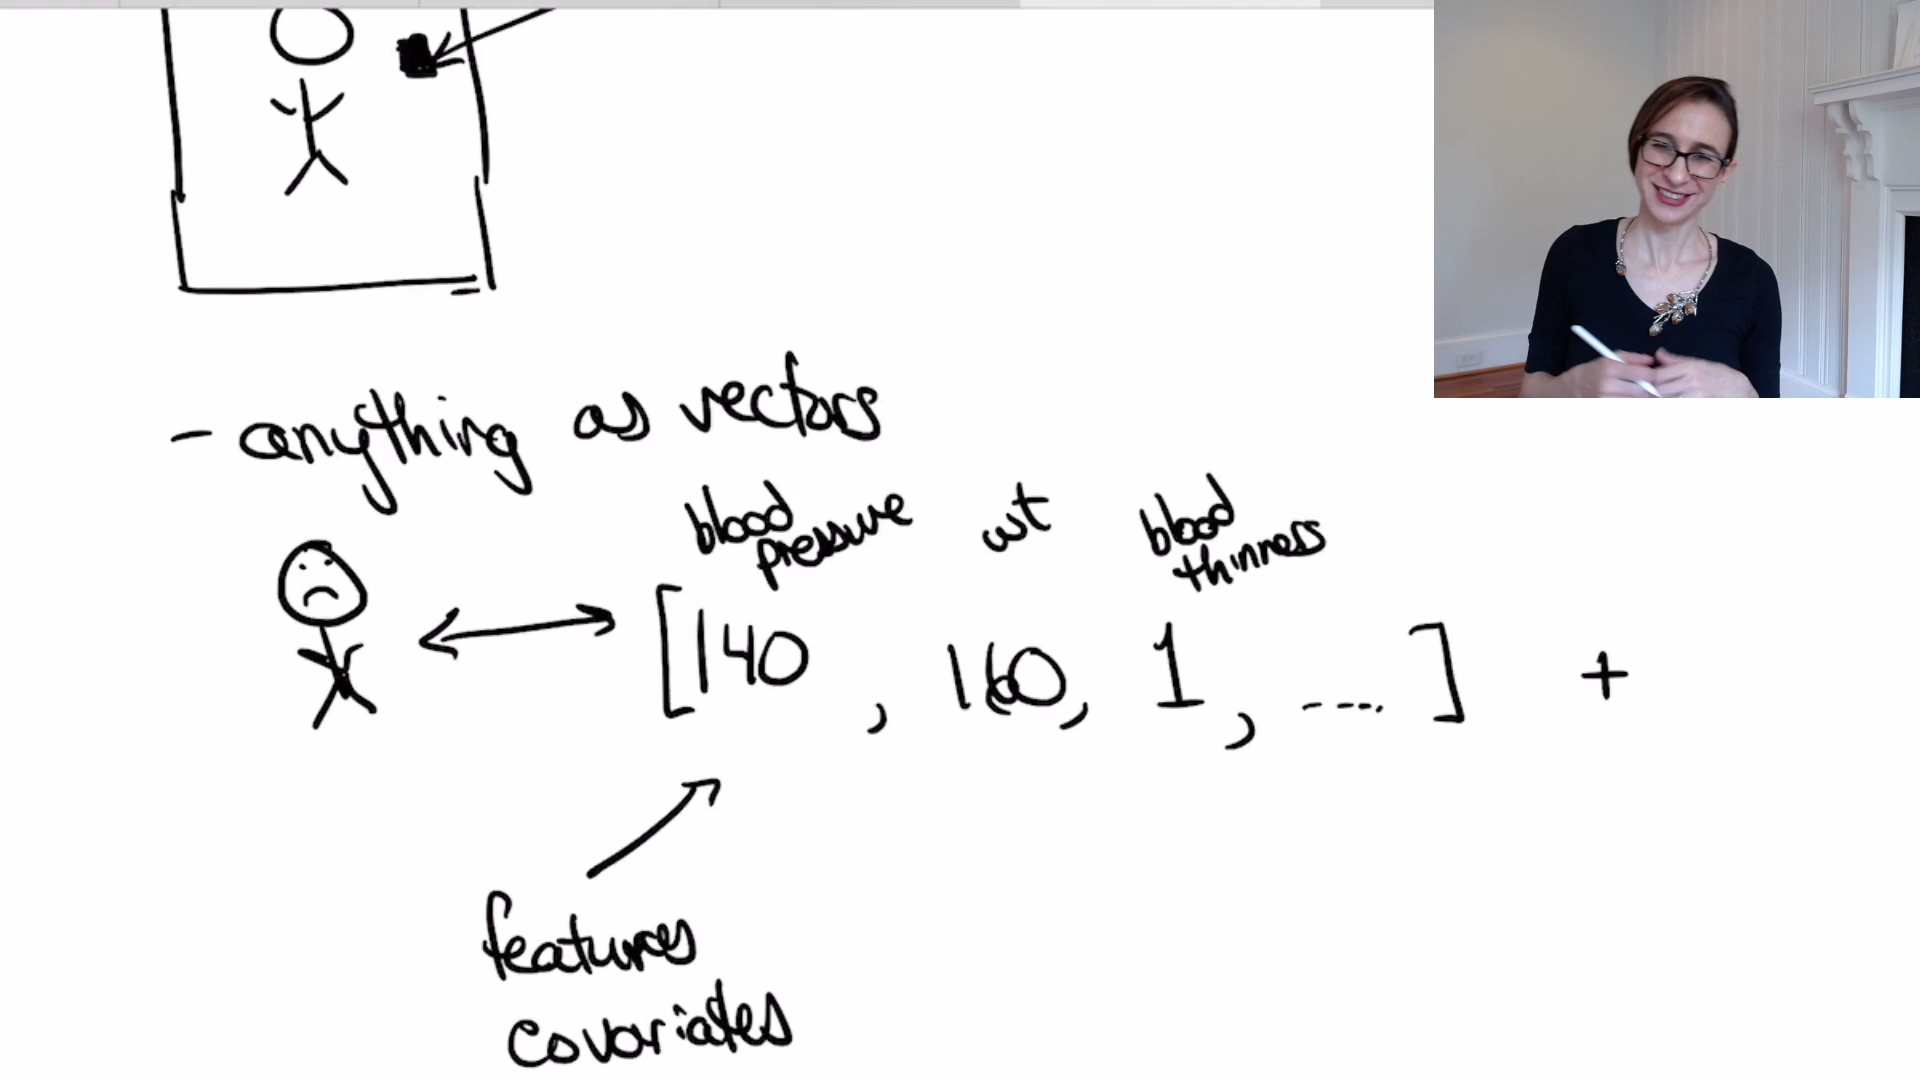 - anything as vectors
blood pressure wt blood thinness
[140, 160, 1, ....] +
features
covariates